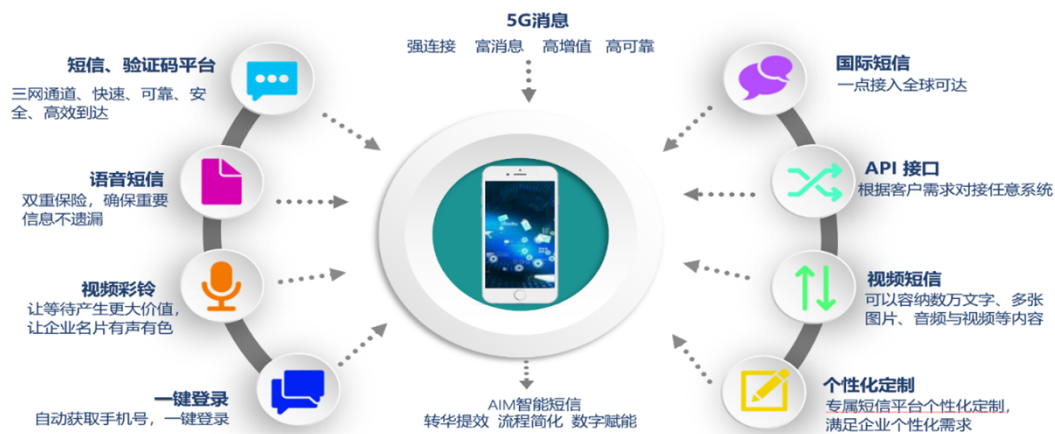 5G消息
强连接 富消息 高增值 高可靠
短信、验证码平台
三网通道、快速、可靠、安
全、高效到达
语音短信
双重保险，确保重要
信息不遗漏
视频彩铃
让等待产生更大价值，
让企业名片有声有色
一键登录
自动获取手机号，一键登录
AIM智能短信
转华提效 流程简化 数字赋能
国际短信
一点接入全球可达
API 接口
根据客户需求对接任意系统
视频短信
可以容纳数万文字、多张
图片、音频与视频等内容
个性化定制
专属短信平台个性化定制，
满足企业个性化需求